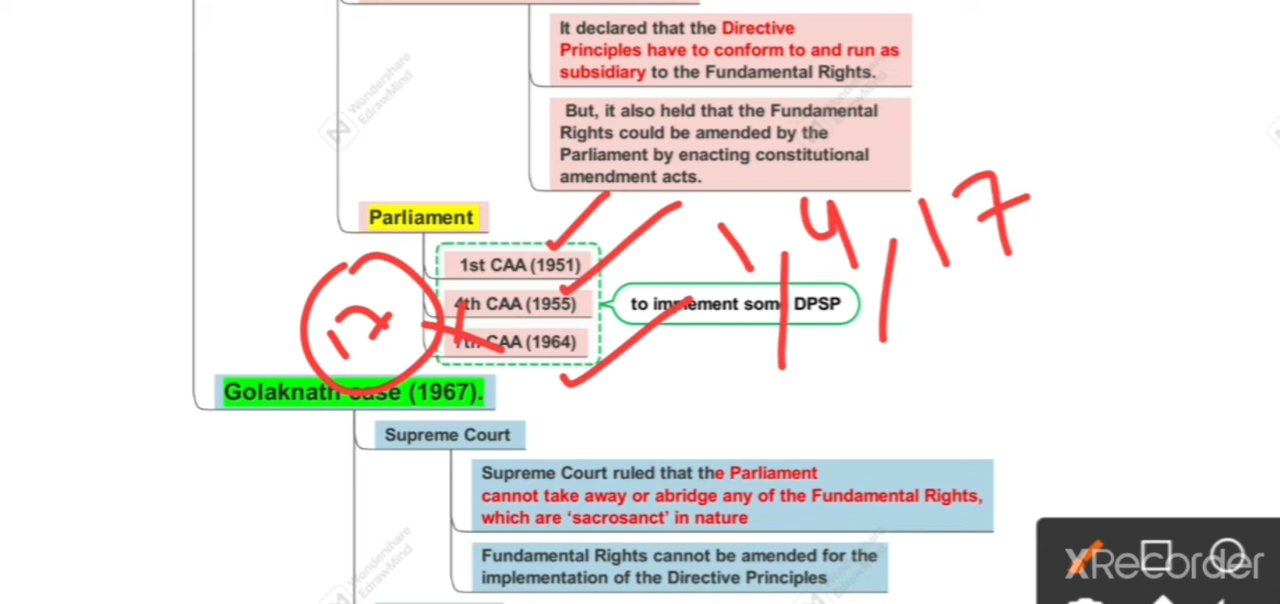 It declared that the Directive
Principles have to conform to and run as
subsidiary to the Fundamental Rights.
But, it also held that the Fundamental
Rights could be amended by the
Parliament by enacting constitutional
amendment acts.
Parliament
1st CAA (1951)
4th CAA (1955)
CAA (1964)
17
to implement some DPSP
1, 4, 17
Golaknath case (1967).
Supreme Court
Supreme Court ruled that the Parliament
cannot take away or abridge any of the Fundamental Rights,
which are ‘sacrosanct’ in nature
Fundamental Rights cannot be amended for the
implementation of the Directive Principles
Wondershare
EdrawMind
Wondershare
EdrawMind
XRecorder